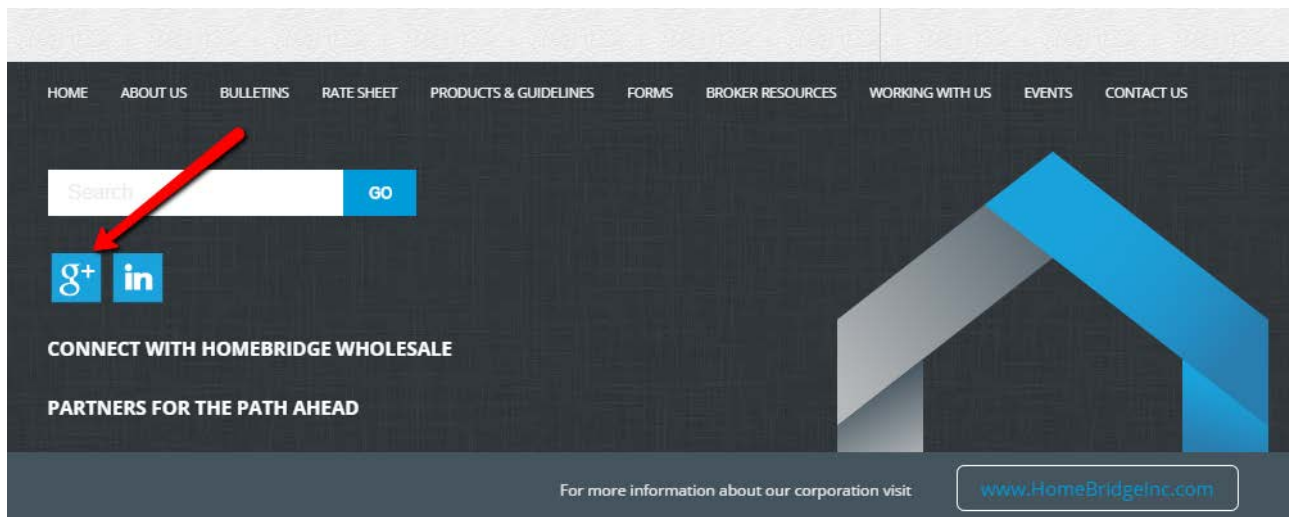 HOME ABOUT US BULLETINS RATE SHEET PRODUCTS & GUIDELINES FORMS BROKER RESOURCES WORKING WITH US EVENTS CONTACT US
Search GO
g+ in
CONNECT WITH HOMEBRIDGE WHOLESALE
PARTNERS FOR THE PATH AHEAD
For more information about our corporation visit www.HomeBridgeInc.com